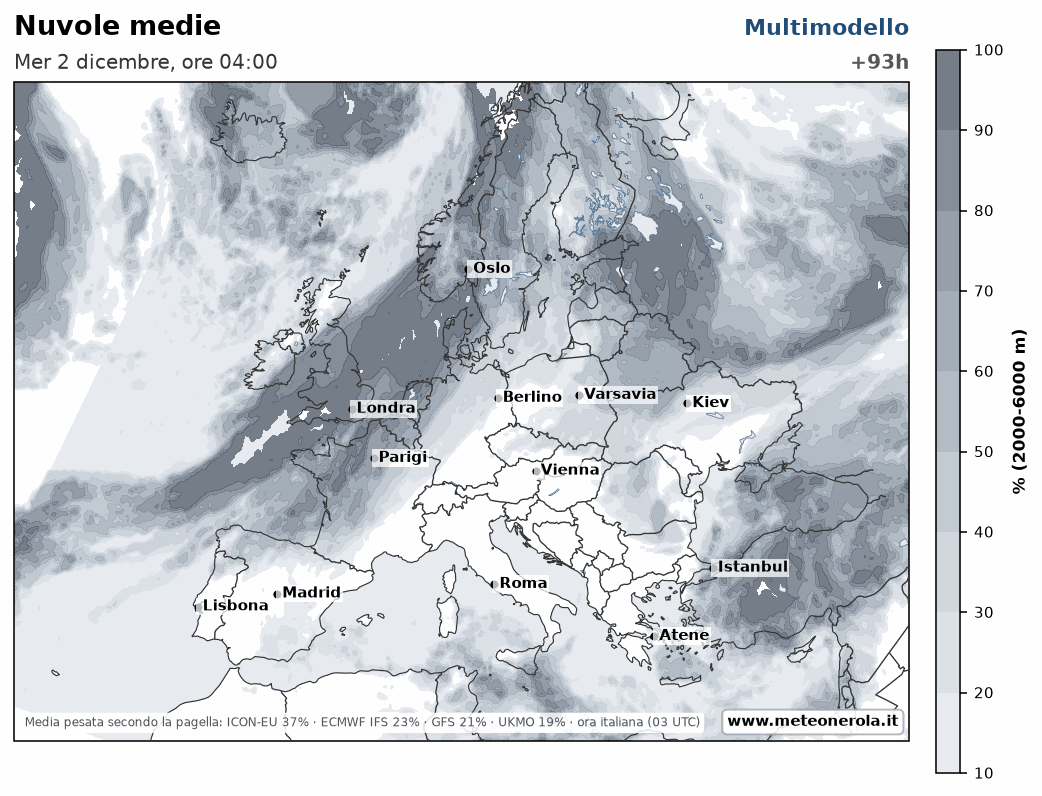 Nuvole medie
Multimodello
Mer 2 dicembre, ore 04:00
+93h
100
90
80
70
60
50
40
30
20
10
% (2000-6000 m)
Oslo
Londra
Berlino
Varsavia
Kiev
Parigi
Vienna
Istanbul
Roma
Madrid
Lisbona
Atene
Media pesata secondo la pagella: ICON-EU 37% · ECMWF IFS 23% · GFS 21% · UKMO 19% · ora italiana (03 UTC)
www.meteonerola.it